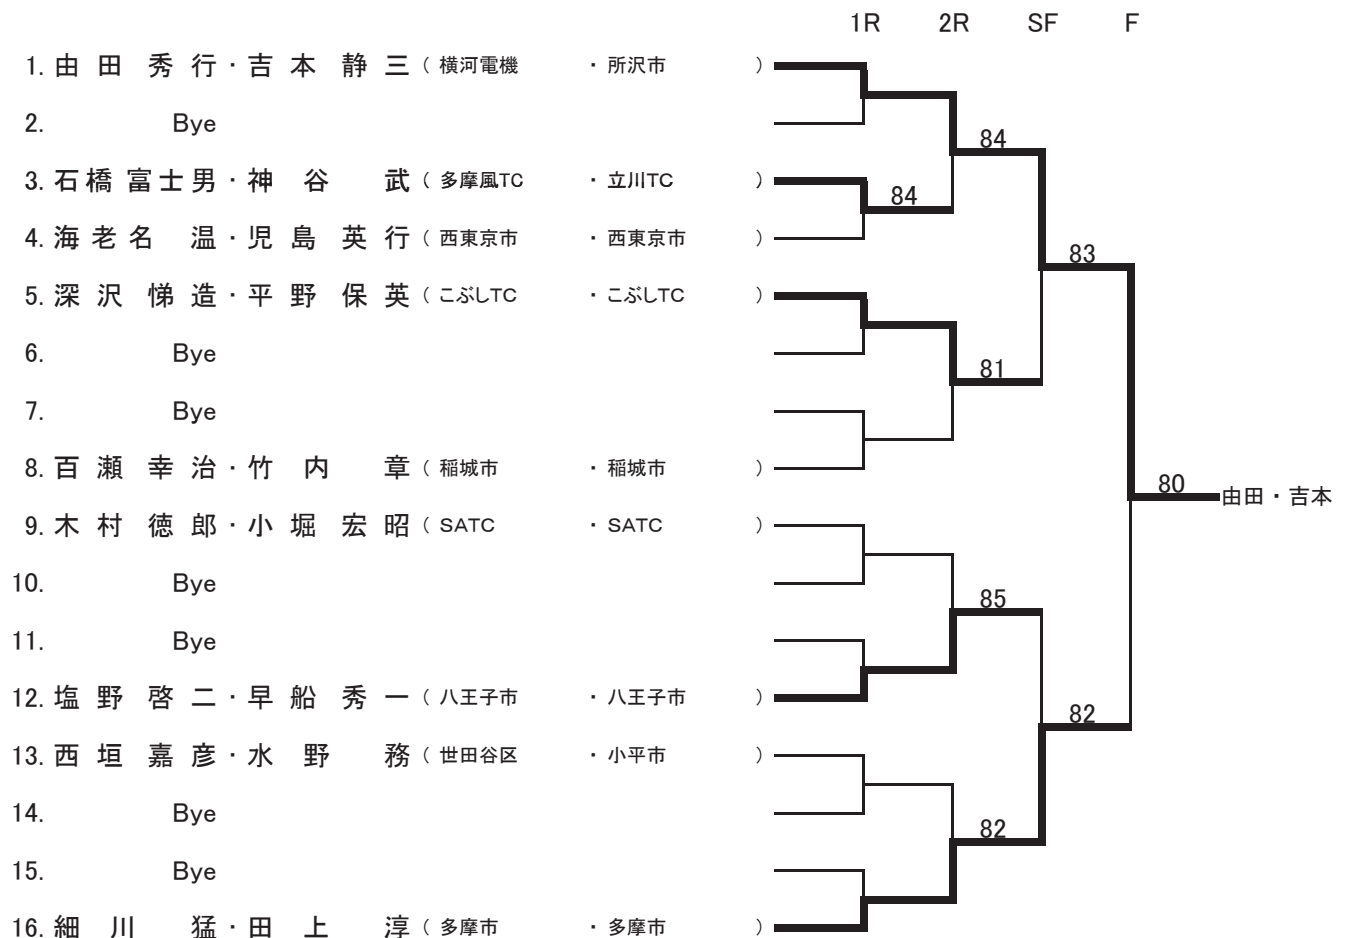 1R 2R SF F
1. 由田 秀行・吉本 静三 ( 横河電機 ・ 所沢市 )
2. Bye
84
3. 石橋 富士男・神谷 武 ( 多摩風TC ・ 立川TC )
84
4. 海老名 温・児島 英行 ( 西東京市 ・ 西東京市 )
83
5. 深沢 悌造・平野 保英 ( こぶしTC ・ こぶしTC )
6. Bye
81
7. Bye
8. 百瀬 幸治・竹内 章 ( 稲城市 ・ 稲城市 )
80 由田・吉本
9. 木村 徳郎・小堀 宏昭 ( SATC ・ SATC )
10. Bye
85
11. Bye
12. 塩野 啓二・早船 秀一 ( 八王子市 ・ 八王子市 )
82
13. 西垣 嘉彦・水野 務 ( 世田谷区 ・ 小平市 )
14. Bye
82
15. Bye
16. 細川 猛・田上 淳 ( 多摩市 ・ 多摩市 )